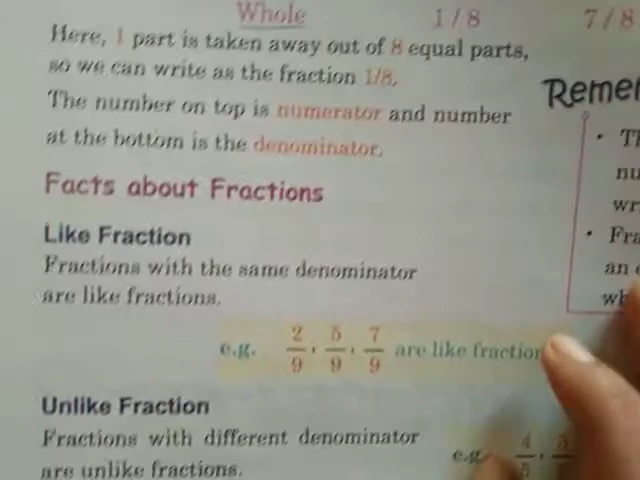 Whole 1/8 7/8
Here, 1 part is taken away out of 8 equal parts,
so we can write as the fraction 1/8.
The number on top is numerator and number
at the bottom is the denominator.
Remem
Facts about Fractions
Like Fraction
Fractions with the same denominator
are like fractions.
e.g. 2/9, 5/9, 7/9 are like fraction
Unlike Fraction
Fractions with different denominator
are unlike fractions.
e.g. 4/5,